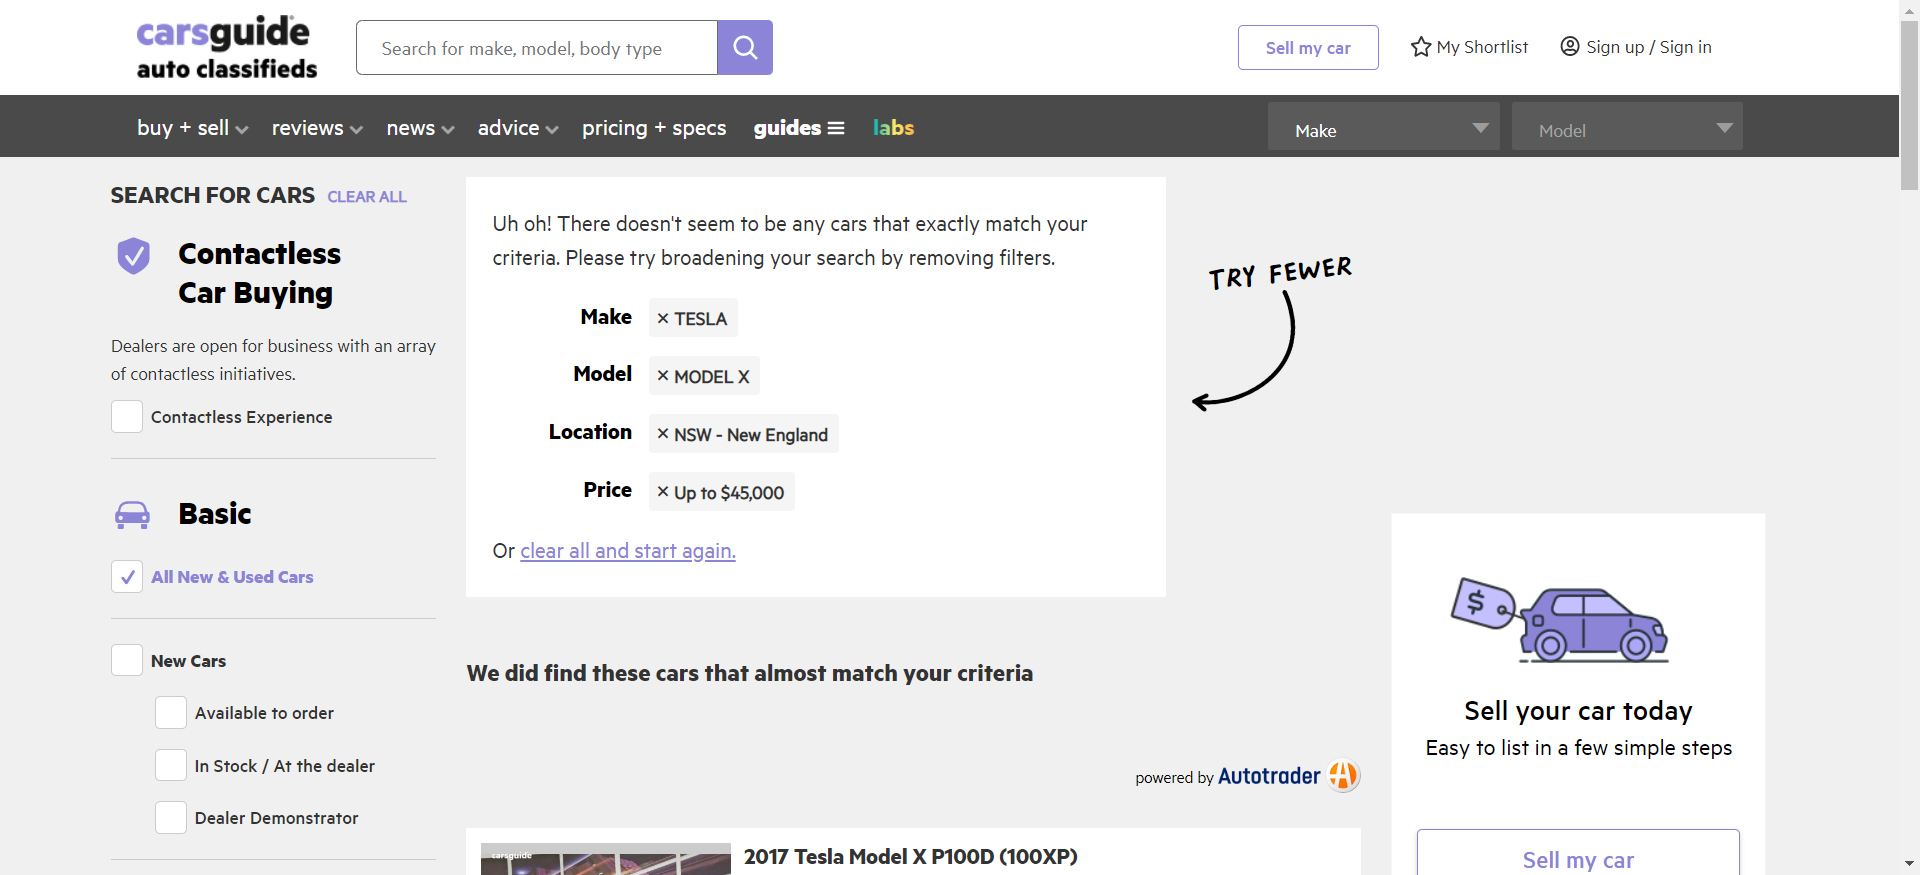 carsguide
auto classifieds
Search for make, model, body type
Sell my car
My Shortlist
Sign up / Sign in
buy + sell
reviews
news
advice
pricing + specs
guides
labs
Make
Model
SEARCH FOR CARS CLEAR ALL
Contactless
Car Buying
Dealers are open for business with an array
of contactless initiatives.
Contactless Experience
Basic
All New & Used Cars
New Cars
Available to order
In Stock / At the dealer
Dealer Demonstrator
Uh oh! There doesn't seem to be any cars that exactly match your
criteria. Please try broadening your search by removing filters.
Make × TESLA
Model × MODEL X
Location × NSW - New England
Price × Up to $45,000
Or clear all and start again.
TRY FEWER
We did find these cars that almost match your criteria
powered by Autotrader
carsguide
2017 Tesla Model X P100D (100XP)
$
Sell your car today
Easy to list in a few simple steps
Sell my car